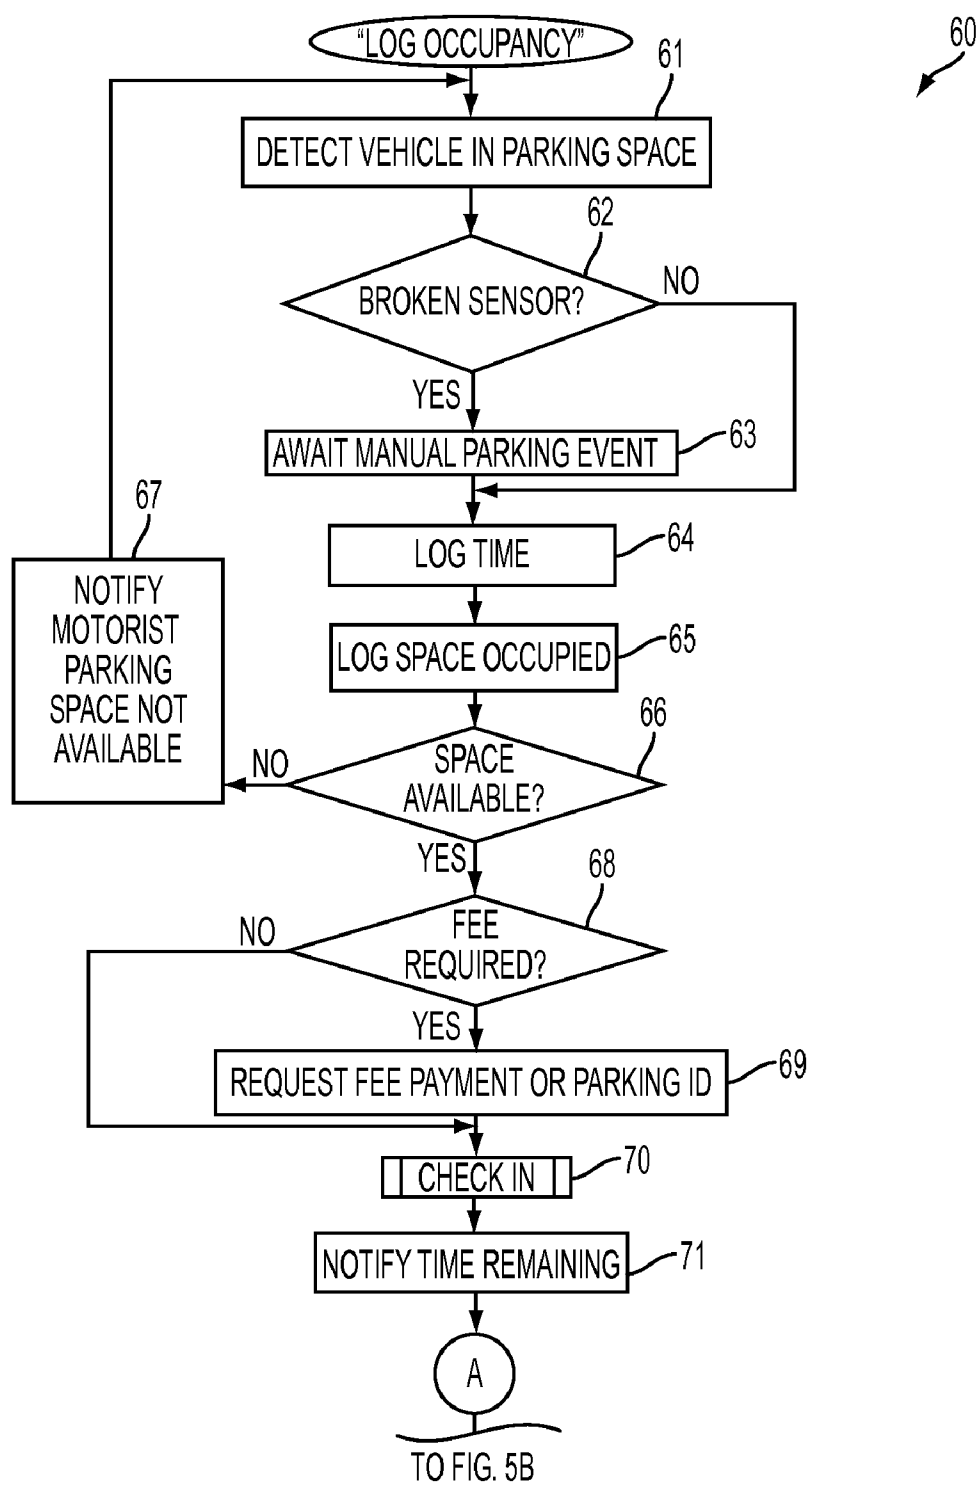 "LOG OCCUPANCY"
60
61
DETECT VEHICLE IN PARKING SPACE
62
BROKEN SENSOR?
NO
YES
AWAIT MANUAL PARKING EVENT
63
67
NOTIFY
MOTORIST
PARKING
SPACE NOT
AVAILABLE
LOG TIME
64
LOG SPACE OCCUPIED
65
66
SPACE
AVAILABLE?
NO
YES
68
FEE
REQUIRED?
NO
YES
REQUEST FEE PAYMENT OR PARKING ID
69
CHECK IN
70
NOTIFY TIME REMAINING
71
A
TO FIG. 5B